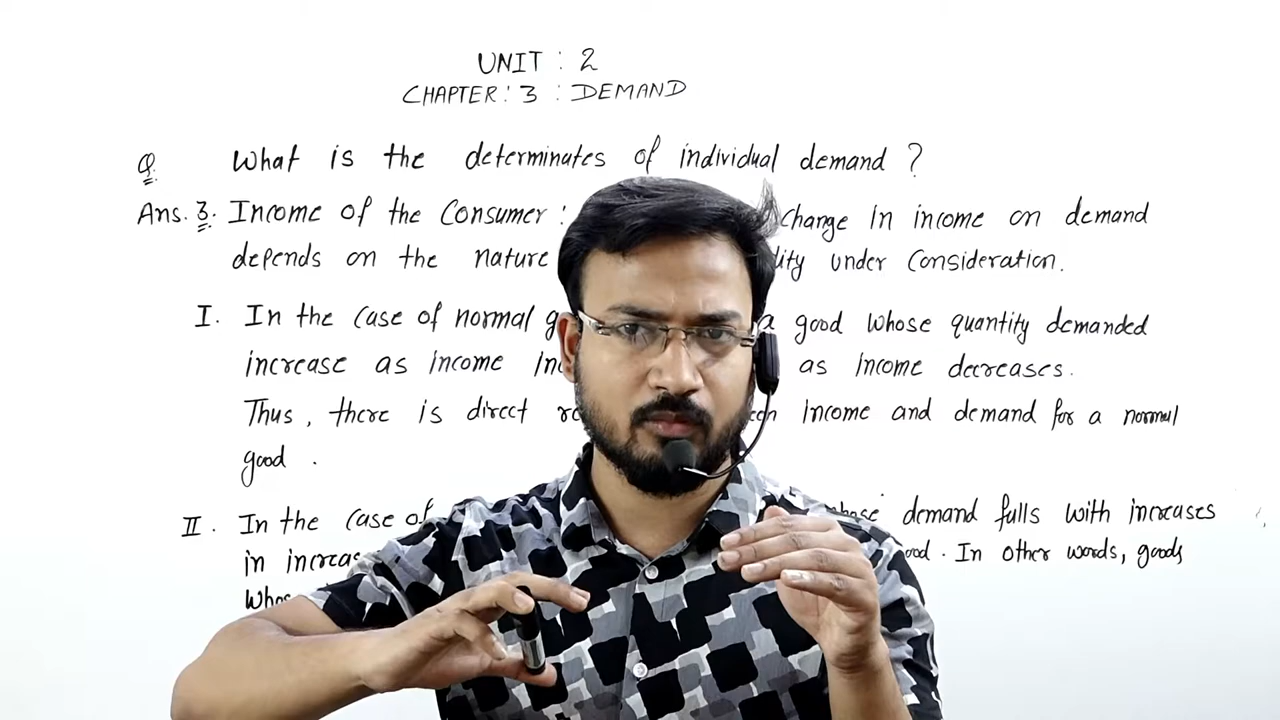 UNIT : 2
CHAPTER : 3 : DEMAND
Q. What is the determinates of individual demand ?
Ans. 3. Income of the Consumer : change in income on demand
depends on the nature under consideration.
I. In the case of normal a good whose quantity demanded
increase as income as income decreases.
Thus, there is direct income and demand for a normal
good .
II. In the case of demand falls with increases
in In other words, goods